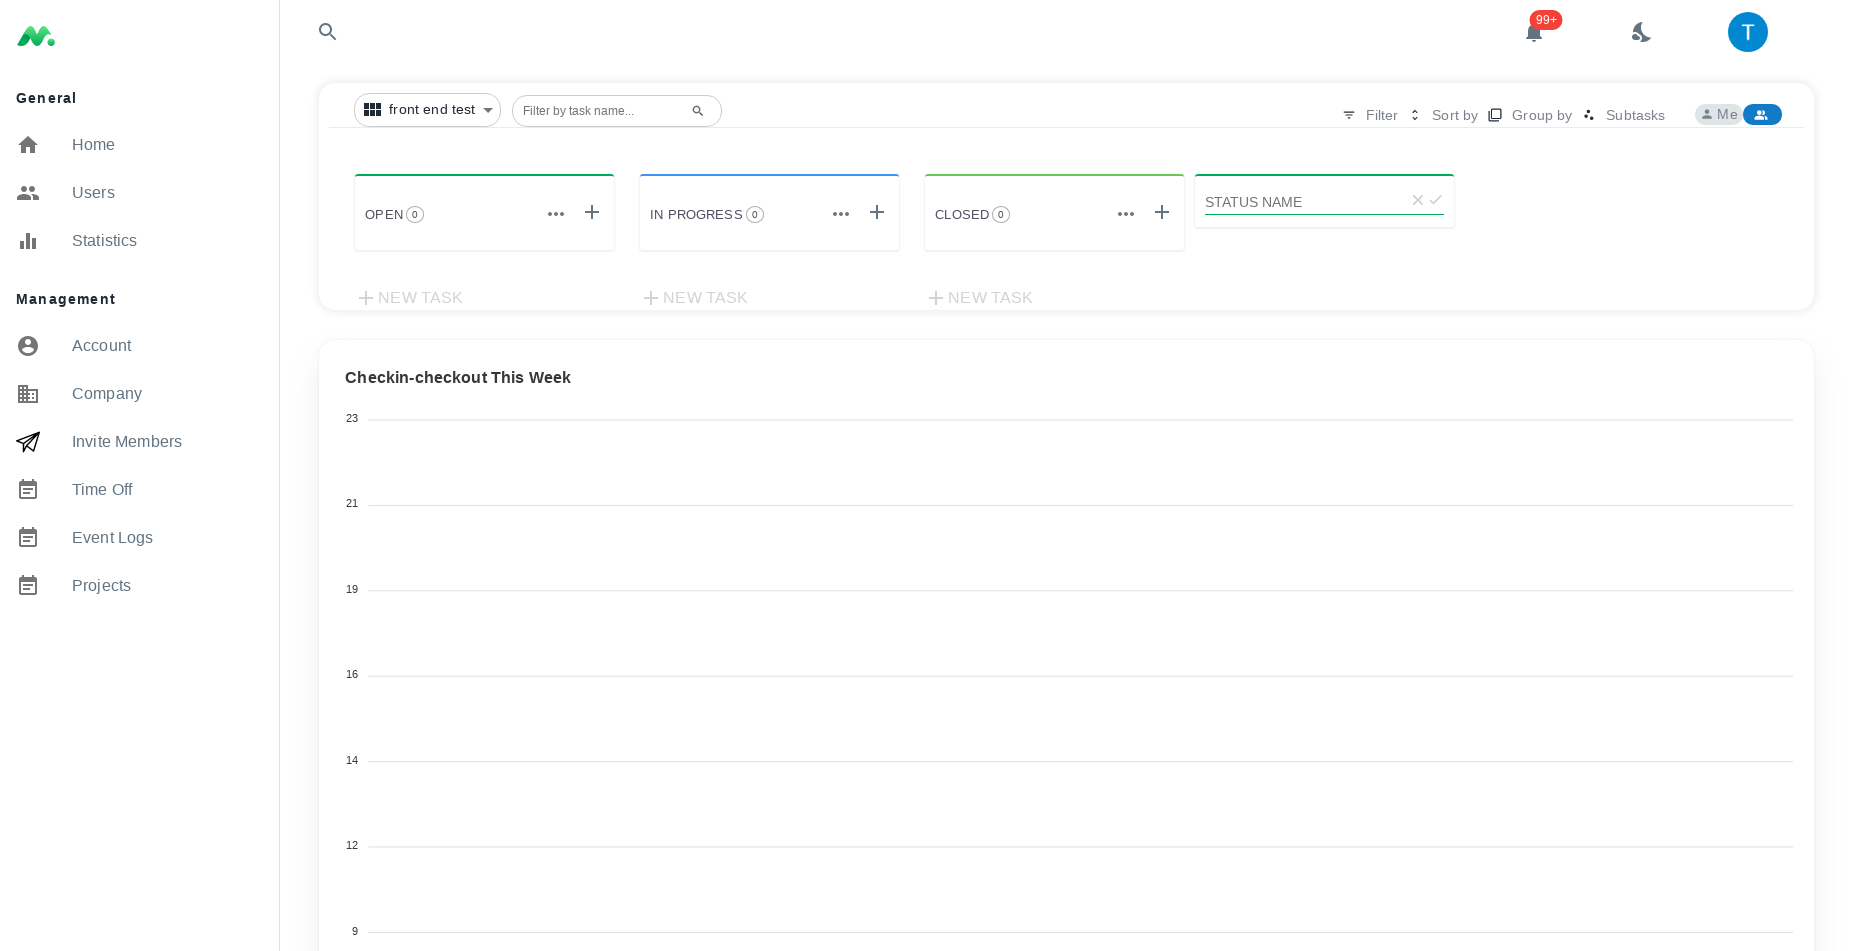 99+
T
General
Home
Users
Statistics
Management
Account
Company
Invite Members
Time Off
Event Logs
Projects
front end test
Filter by task name...
Filter
Sort by
Group by
Subtasks
Me
OPEN 0
IN PROGRESS 0
CLOSED 0
STATUS NAME
NEW TASK
NEW TASK
NEW TASK
Checkin-checkout This Week
23
21
19
16
14
12
9